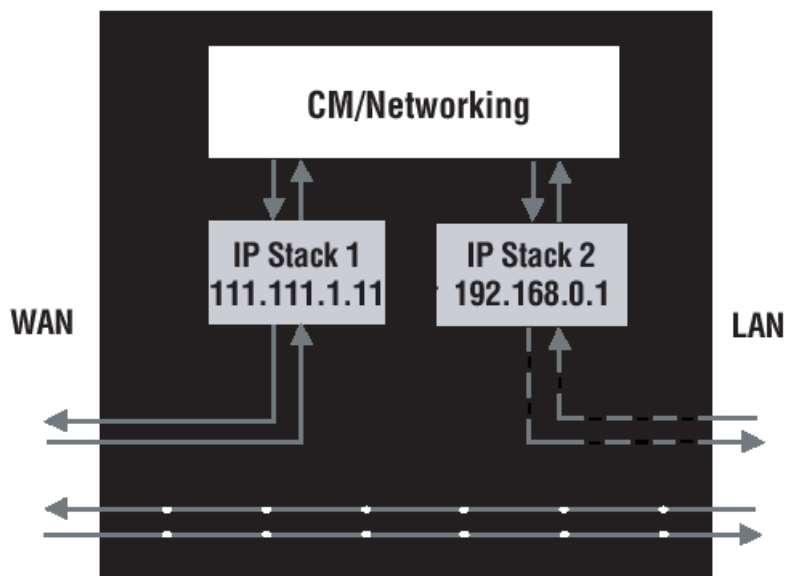 CM/Networking
IP Stack 1
111.111.1.11
IP Stack 2
192.168.0.1
WAN
LAN